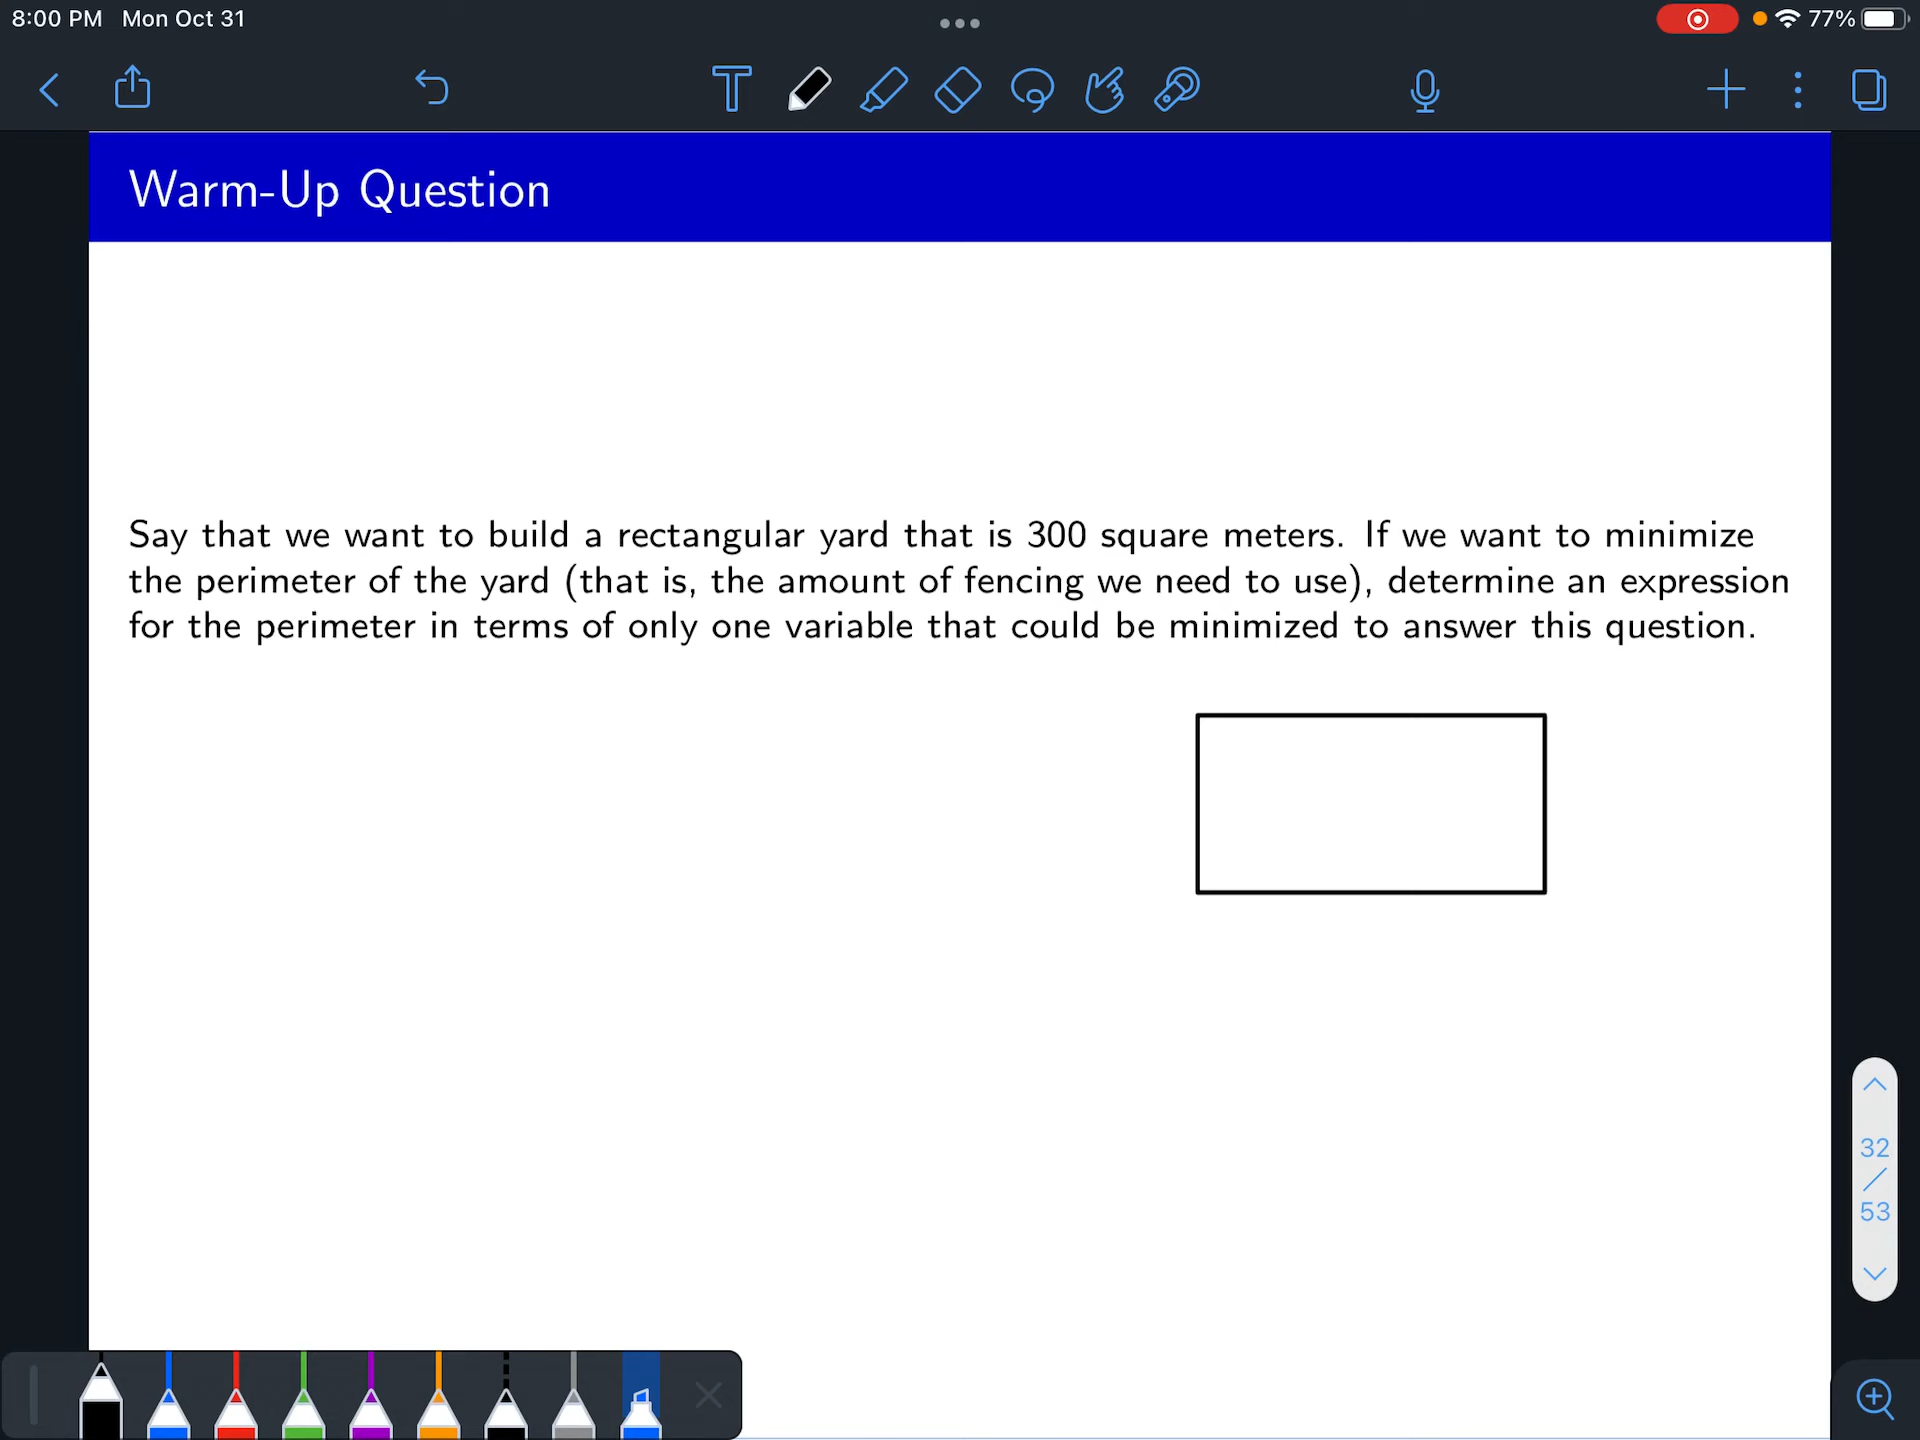 8:00 PM Mon Oct 31
77%
Warm-Up Question
Say that we want to build a rectangular yard that is 300 square meters. If we want to minimize
the perimeter of the yard (that is, the amount of fencing we need to use), determine an expression
for the perimeter in terms of only one variable that could be minimized to answer this question.
32
/
53